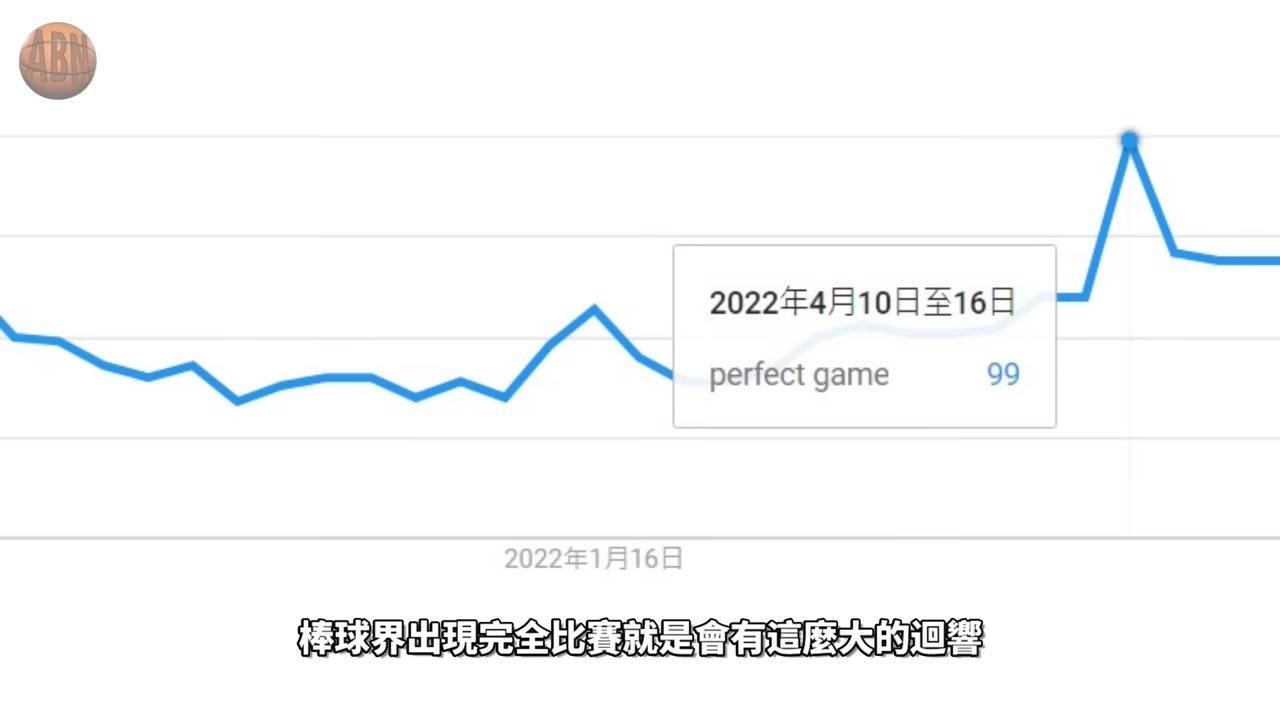 ABN
2022年4月10日至16日
perfect game 99
2022年1月16日
棒球界出現完全比賽就是會有這麼大的迴響